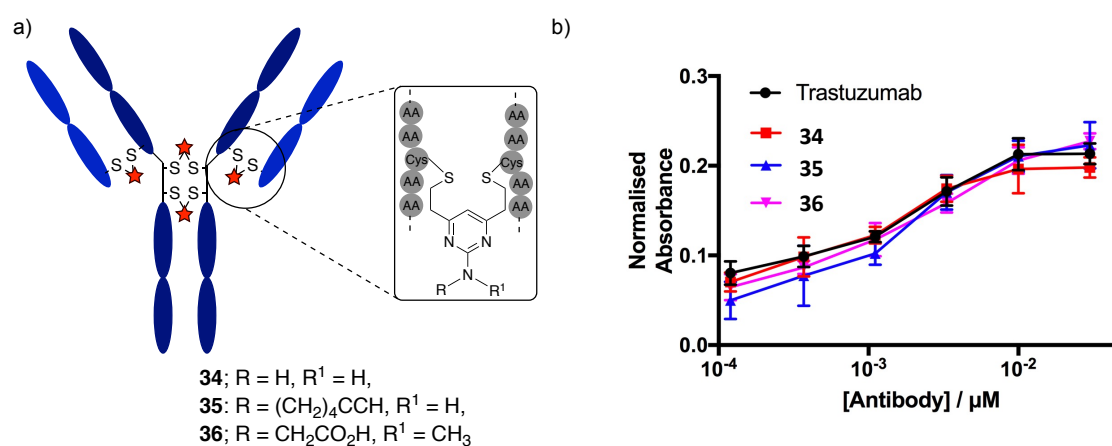 a)
S
S
S S
S S
S
S
AA
AA
AA
AA
Cys
Cys
S
S
AA
AA
AA
AA
N
N
N
R
R¹
34; R = H, R¹ = H,
35: R = (CH₂)₄CCH, R¹ = H,
36; R = CH₂CO₂H, R¹ = CH₃
b)
Normalised
Absorbance
0.3
0.2
0.1
0.0
Trastuzumab
34
35
36
10⁻⁴
10⁻³
10⁻²
[Antibody] / µM